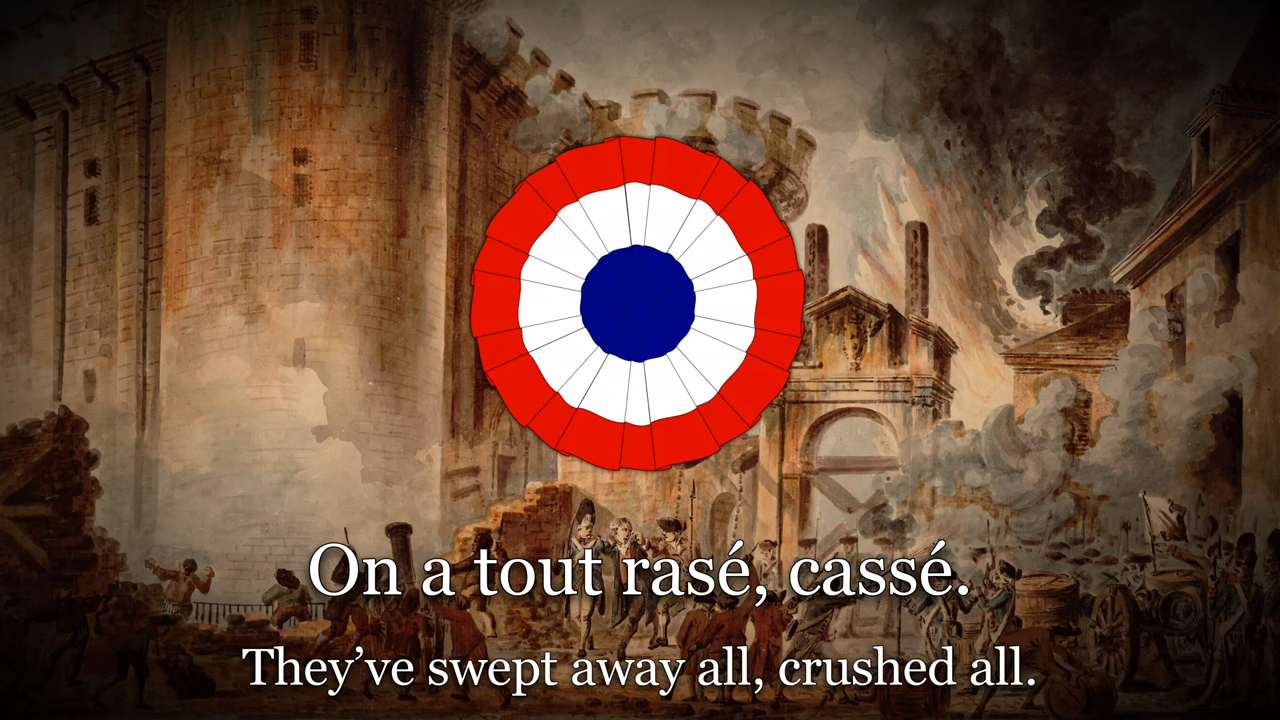 On a tout rasé, cassé.
They’ve swept away all, crushed all.